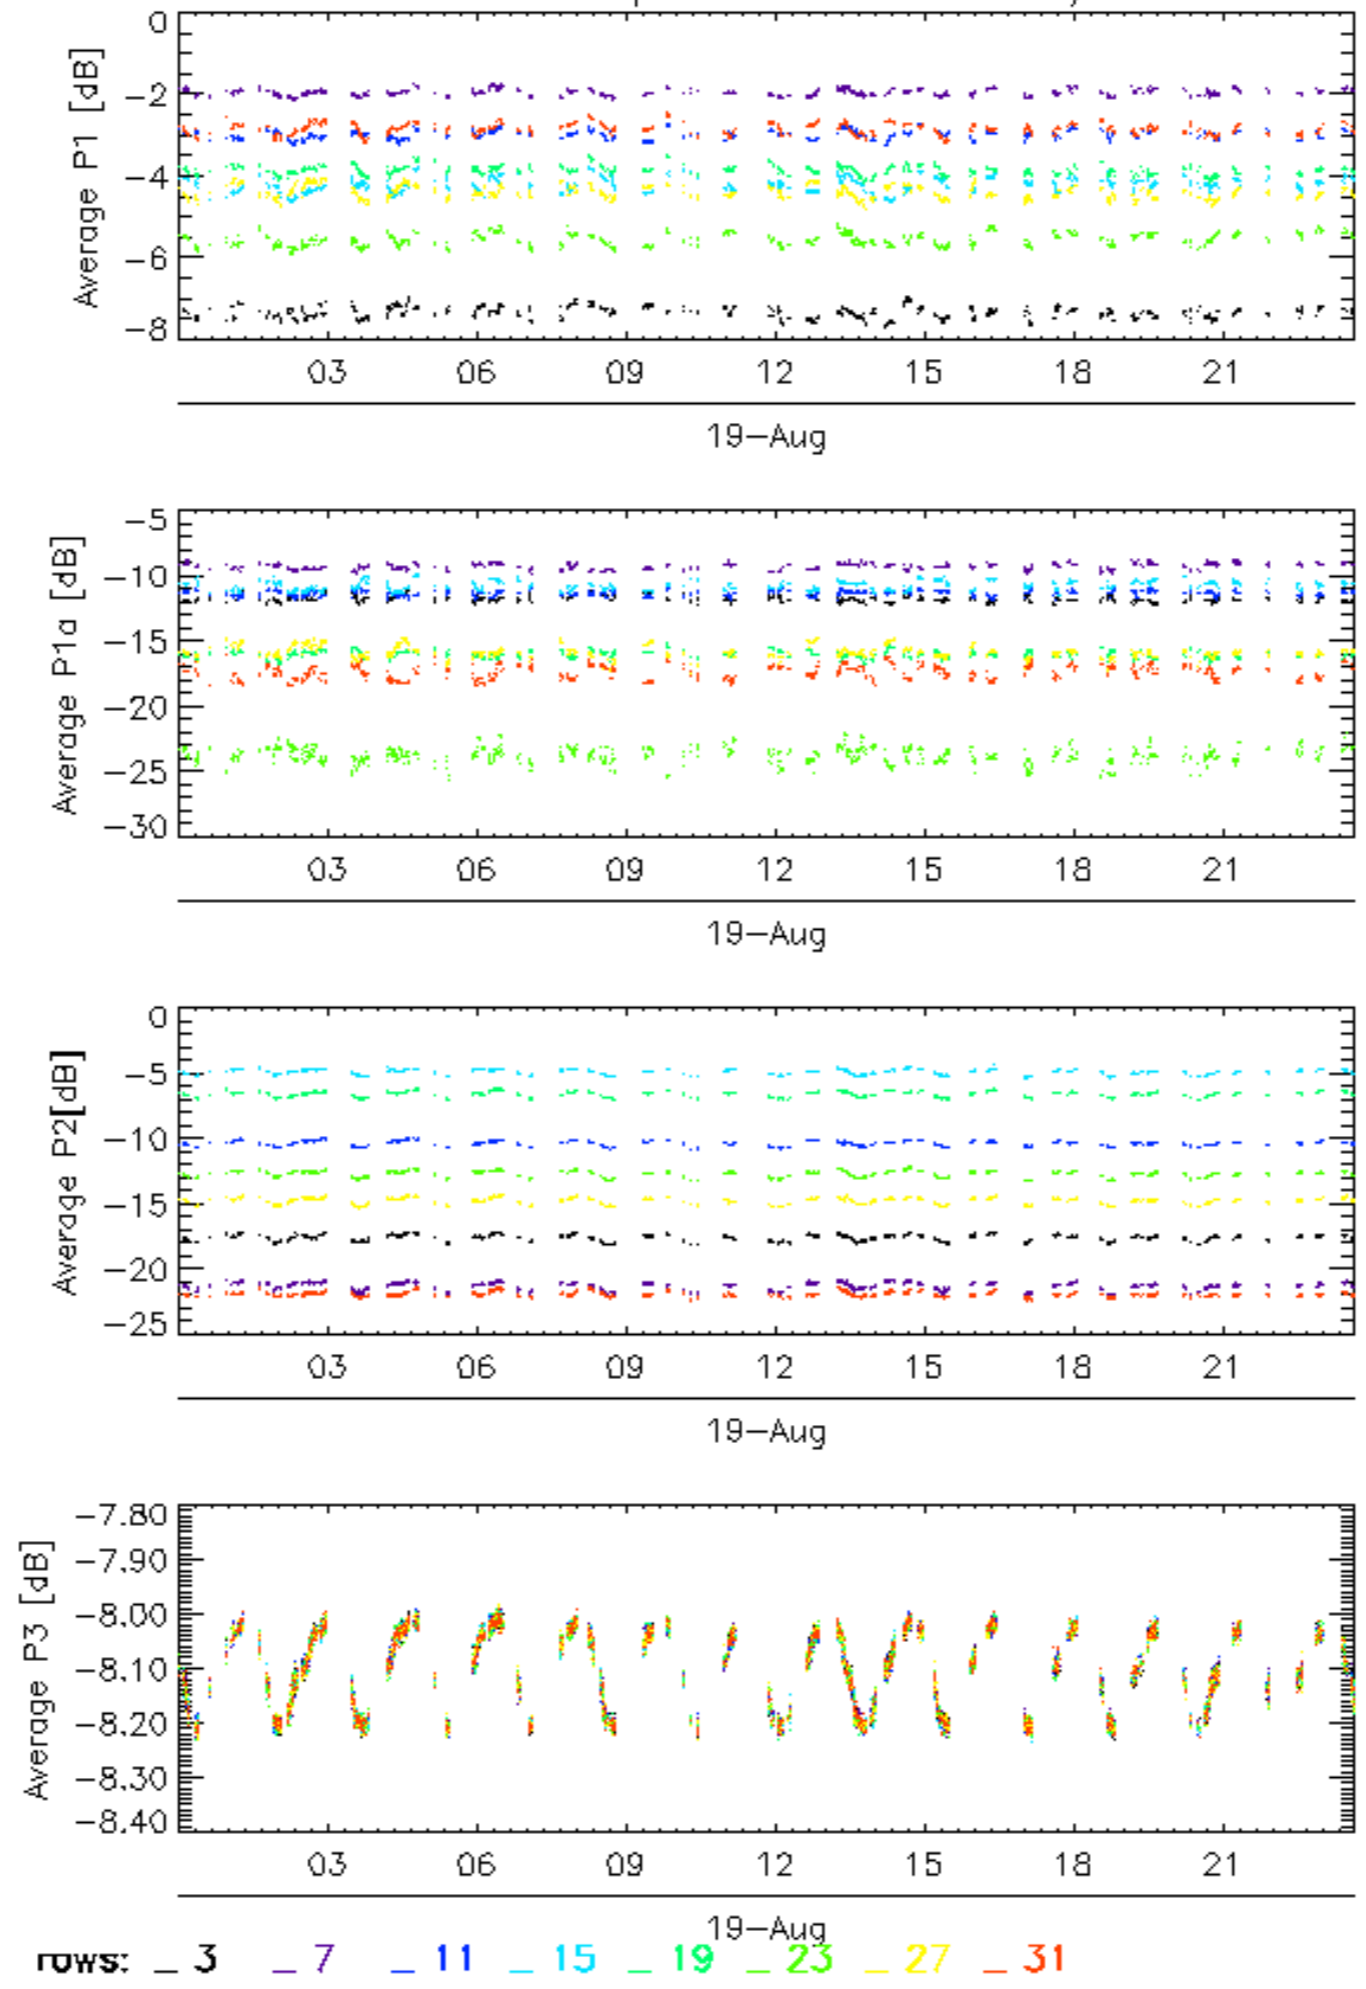 Average P1 [dB]
0
−2
−4
−6
−8
03 06 09 12 15 18 21
19−Aug
Average P1a [dB]
−5
−10
−15
−20
−25
−30
03 06 09 12 15 18 21
19−Aug
Average P2[dB]
0
−5
−10
−15
−20
−25
03 06 09 12 15 18 21
19−Aug
Average P3 [dB]
−7.80
−7.90
−8.00
−8.10
−8.20
−8.30
−8.40
03 06 09 12 15 18 21
19−Aug
rows: _ 3 _ 7 _ 11 _ 15 _ 19 _ 23 _ 27 _ 31